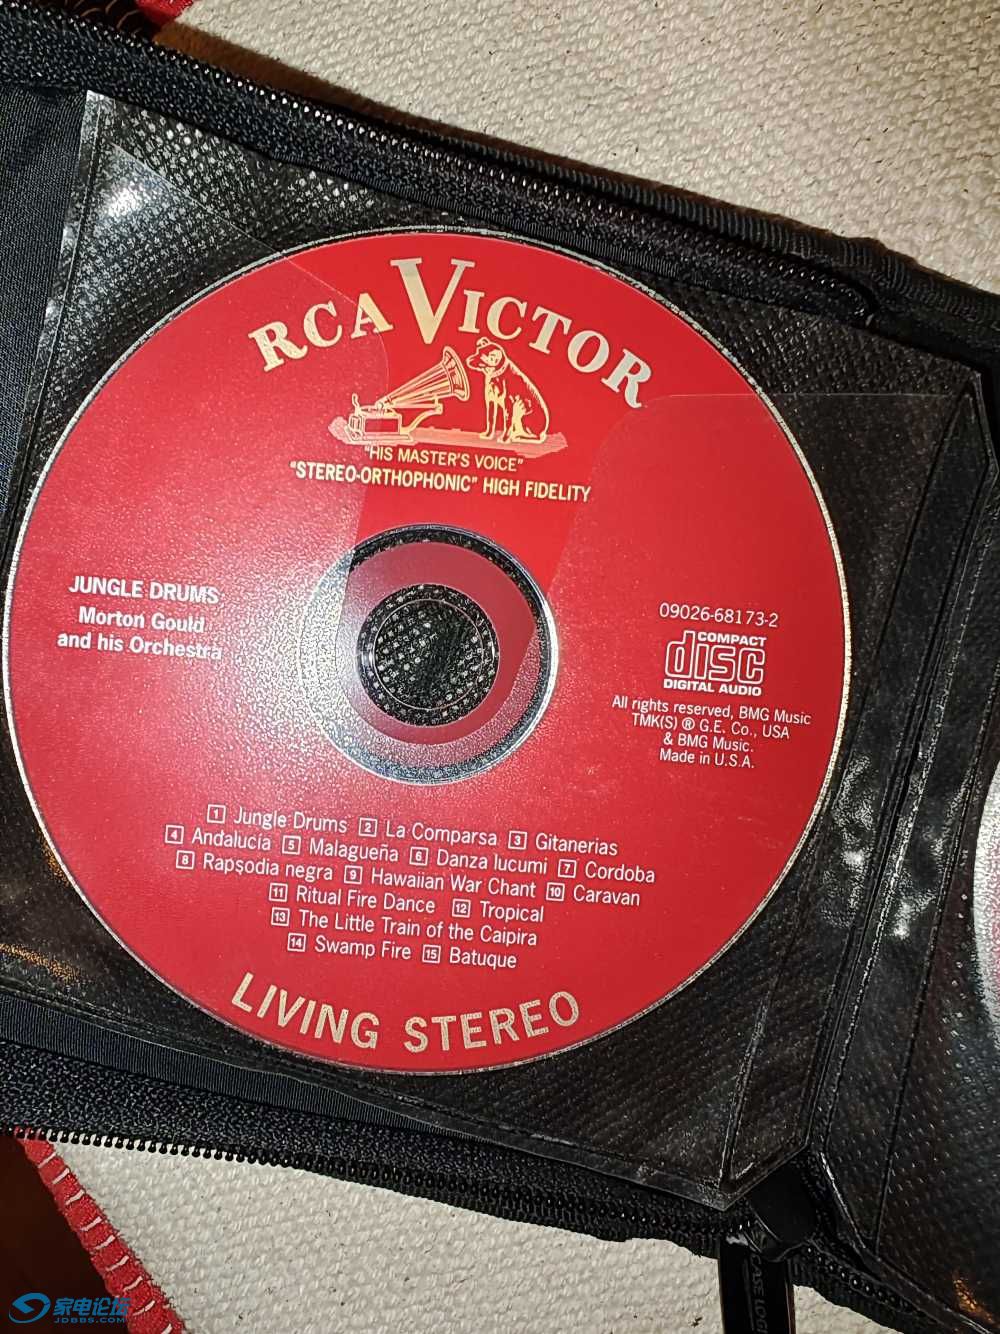 RCA VICTOR
"HIS MASTER'S VOICE"
"STEREO-ORTHOPHONIC" HIGH FIDELITY
JUNGLE DRUMS
Morton Gould
and his Orchestra
09026-68173-2
COMPACT
disc
DIGITAL AUDIO
All rights reserved, BMG Music
TMK(S) ® G.E. Co., USA
& BMG Music.
Made in U.S.A.
1 Jungle Drums 2 La Comparsa 3 Gitanerias
4 Andalucía 5 Malagueña 6 Danza lucumi 7 Cordoba
8 Rapsodia negra 9 Hawaiian War Chant 10 Caravan
11 Ritual Fire Dance 12 Tropical
13 The Little Train of the Caipira
14 Swamp Fire 15 Batuque
LIVING STEREO
家电论坛
JDBBS.COM